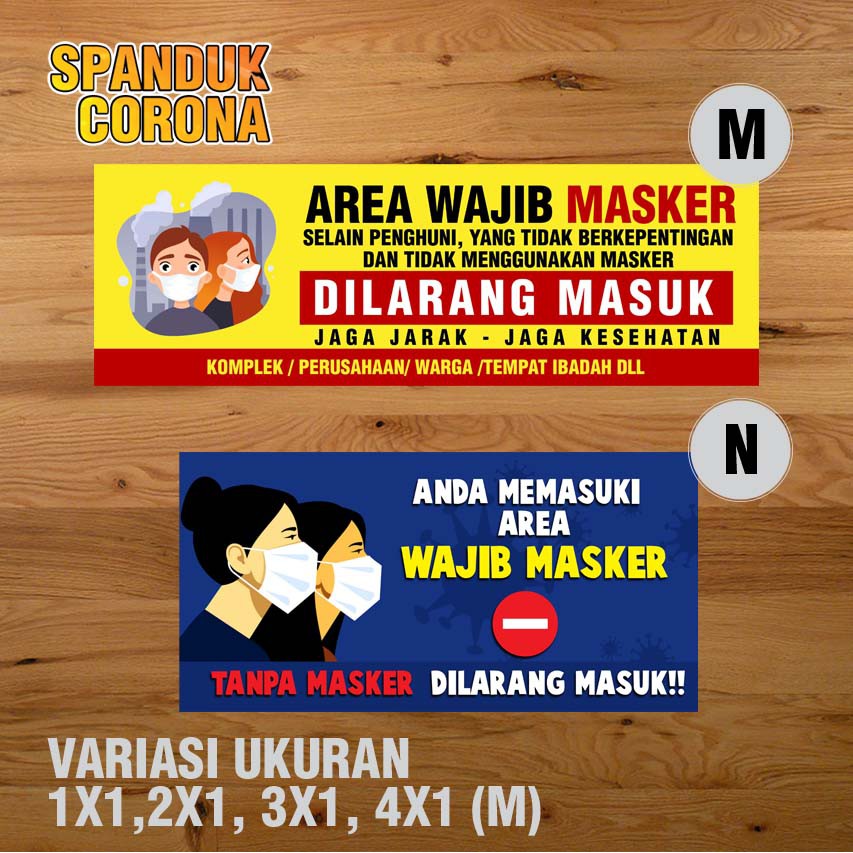 SPANDUK
CORONA
M
AREA WAJIB MASKER
SELAIN PENGHUNI, YANG TIDAK BERKEPENTINGAN
DAN TIDAK MENGGUNAKAN MASKER
DILARANG MASUK
JAGA JARAK - JAGA KESEHATAN
KOMPLEK / PERUSAHAAN/ WARGA /TEMPAT IBADAH DLL
N
ANDA MEMASUKI
AREA
WAJIB MASKER
TANPA MASKER DILARANG MASUK!!
VARIASI UKURAN
1X1,2X1, 3X1, 4X1 (M)